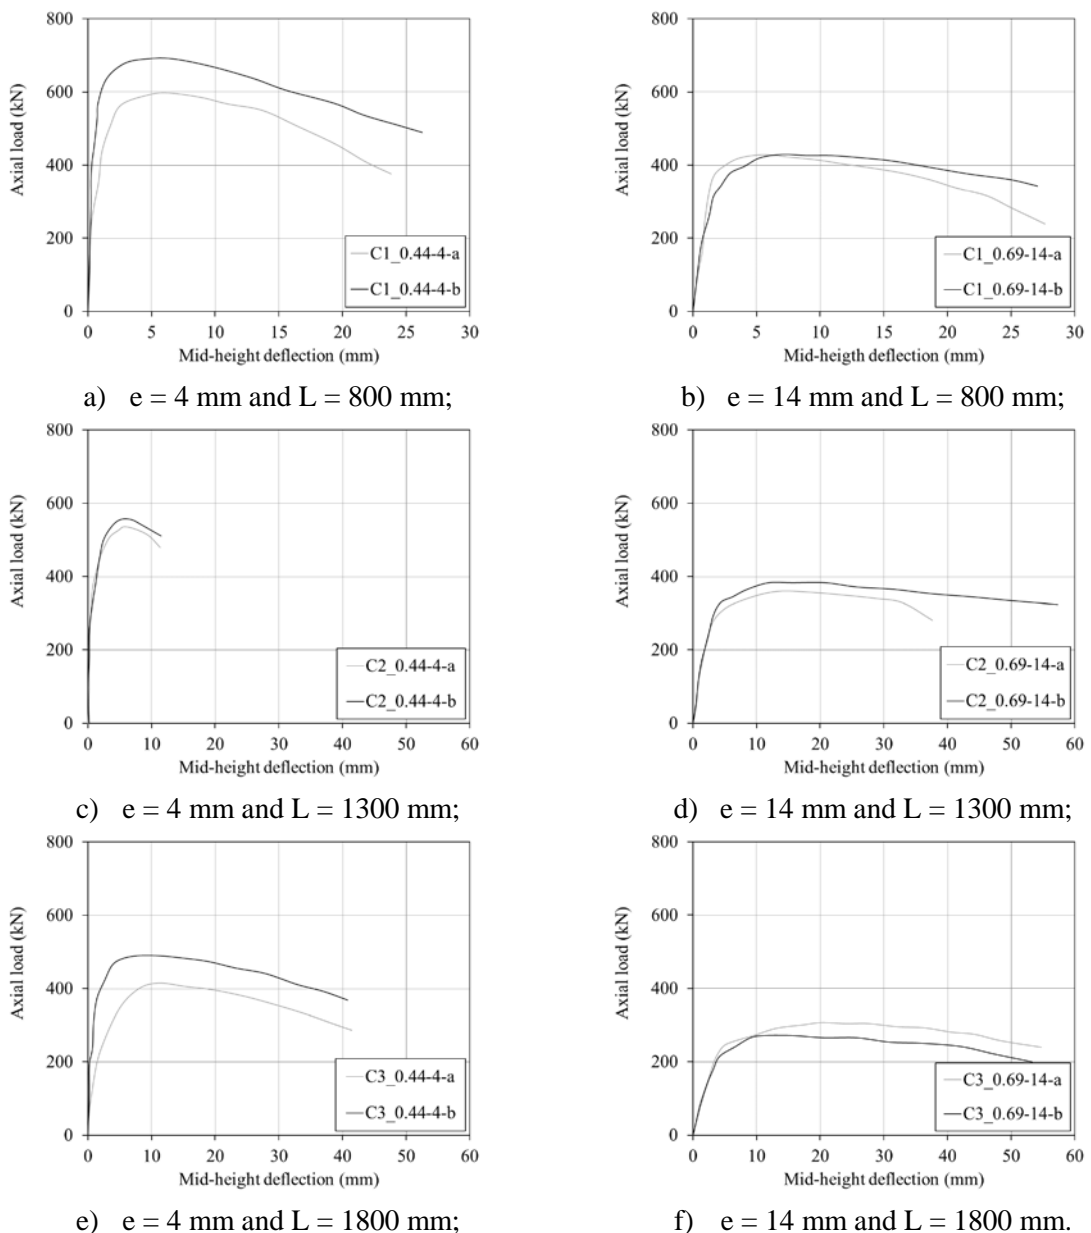 800
600
400
200
0
Axial load (kN)
C1_0.44-4-a
C1_0.44-4-b
0 5 10 15 20 25 30
Mid-height deflection (mm)
a) e = 4 mm and L = 800 mm;
800
600
400
200
0
Axial load (kN)
C1_0.69-14-a
C1_0.69-14-b
0 5 10 15 20 25 30
Mid-heigth deflection (mm)
b) e = 14 mm and L = 800 mm;
800
600
400
200
0
Axial load (kN)
C2_0.44-4-a
C2_0.44-4-b
0 10 20 30 40 50 60
Mid-height deflection (mm)
c) e = 4 mm and L = 1300 mm;
800
600
400
200
0
Axial load (kN)
C2_0.69-14-a
C2_0.69-14-b
0 10 20 30 40 50 60
Mid-height deflection (mm)
d) e = 14 mm and L = 1300 mm;
800
600
400
200
0
Axial load (kN)
C3_0.44-4-a
C3_0.44-4-b
0 10 20 30 40 50 60
Mid-height deflection (mm)
e) e = 4 mm and L = 1800 mm;
800
600
400
200
0
Axial load (kN)
C3_0.69-14-a
C3_0.69-14-b
0 10 20 30 40 50 60
Mid-height deflection (mm)
f) e = 14 mm and L = 1800 mm.